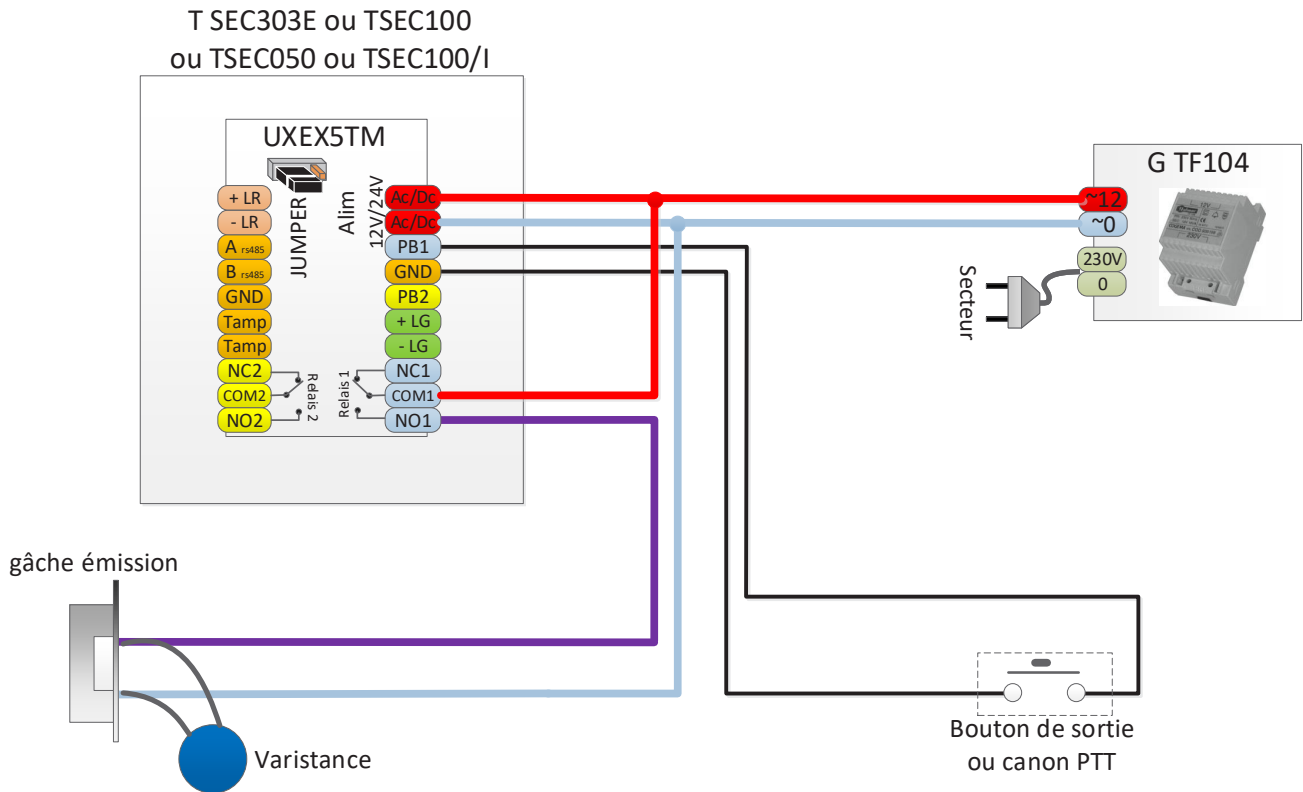 T SEC303E ou TSEC100
ou TSEC050 ou TSEC100/I
UXEX5TM
JUMPER
Alim
12V/24V
+ LR
- LR
A rs485
B rs485
GND
Tamp
Tamp
NC2
COM2
NO2
Relais 2
Relais 1
Ac/Dc
Ac/Dc
PB1
GND
PB2
+ LG
- LG
NC1
COM1
NO1
G TF104
~12
~0
230V
0
12V
230V
Secteur
gâche émission
Varistance
Bouton de sortie
ou canon PTT